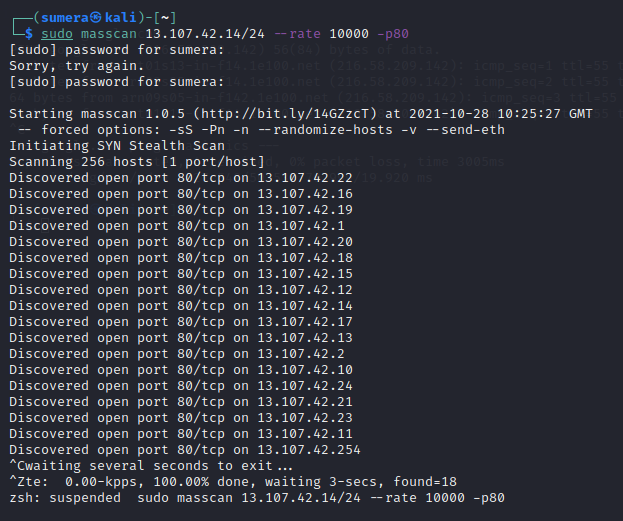 (sumera㉿kali)-[~]
$ sudo masscan 13.107.42.14/24 --rate 10000 -p80
[sudo] password for sumera:
Sorry, try again.
[sudo] password for sumera:
Starting masscan 1.0.5 (http://bit.ly/14GZzcT) at 2021-10-28 10:25:27 GMT
-- forced options: -sS -Pn -n --randomize-hosts -v --send-eth
Initiating SYN Stealth Scan
Scanning 256 hosts [1 port/host]
Discovered open port 80/tcp on 13.107.42.22
Discovered open port 80/tcp on 13.107.42.16
Discovered open port 80/tcp on 13.107.42.19
Discovered open port 80/tcp on 13.107.42.1
Discovered open port 80/tcp on 13.107.42.20
Discovered open port 80/tcp on 13.107.42.18
Discovered open port 80/tcp on 13.107.42.15
Discovered open port 80/tcp on 13.107.42.12
Discovered open port 80/tcp on 13.107.42.14
Discovered open port 80/tcp on 13.107.42.17
Discovered open port 80/tcp on 13.107.42.13
Discovered open port 80/tcp on 13.107.42.2
Discovered open port 80/tcp on 13.107.42.10
Discovered open port 80/tcp on 13.107.42.24
Discovered open port 80/tcp on 13.107.42.21
Discovered open port 80/tcp on 13.107.42.23
Discovered open port 80/tcp on 13.107.42.11
Discovered open port 80/tcp on 13.107.42.254
^Cwaiting several seconds to exit...
^Zte:  0.00-kpps, 100.00% done, waiting 3-secs, found=18
zsh: suspended  sudo masscan 13.107.42.14/24 --rate 10000 -p80